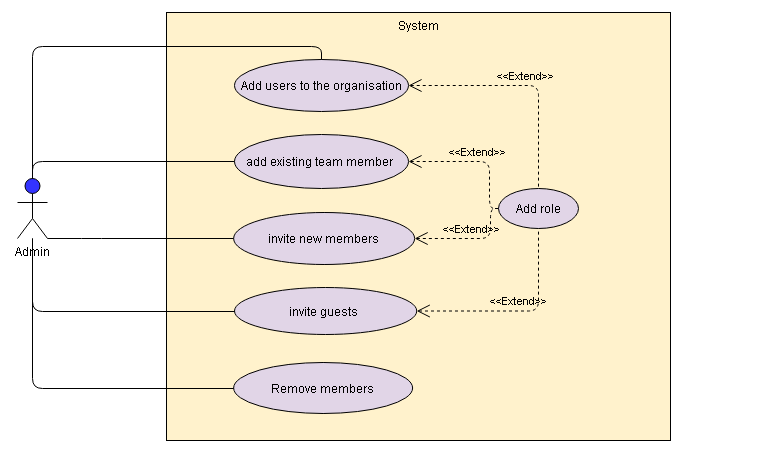 System
<<Extend>>
Add users to the organisation
<<Extend>>
add existing team member
Add role
<<Extend>>
invite new members
Admin
<<Extend>>
invite guests
Remove members